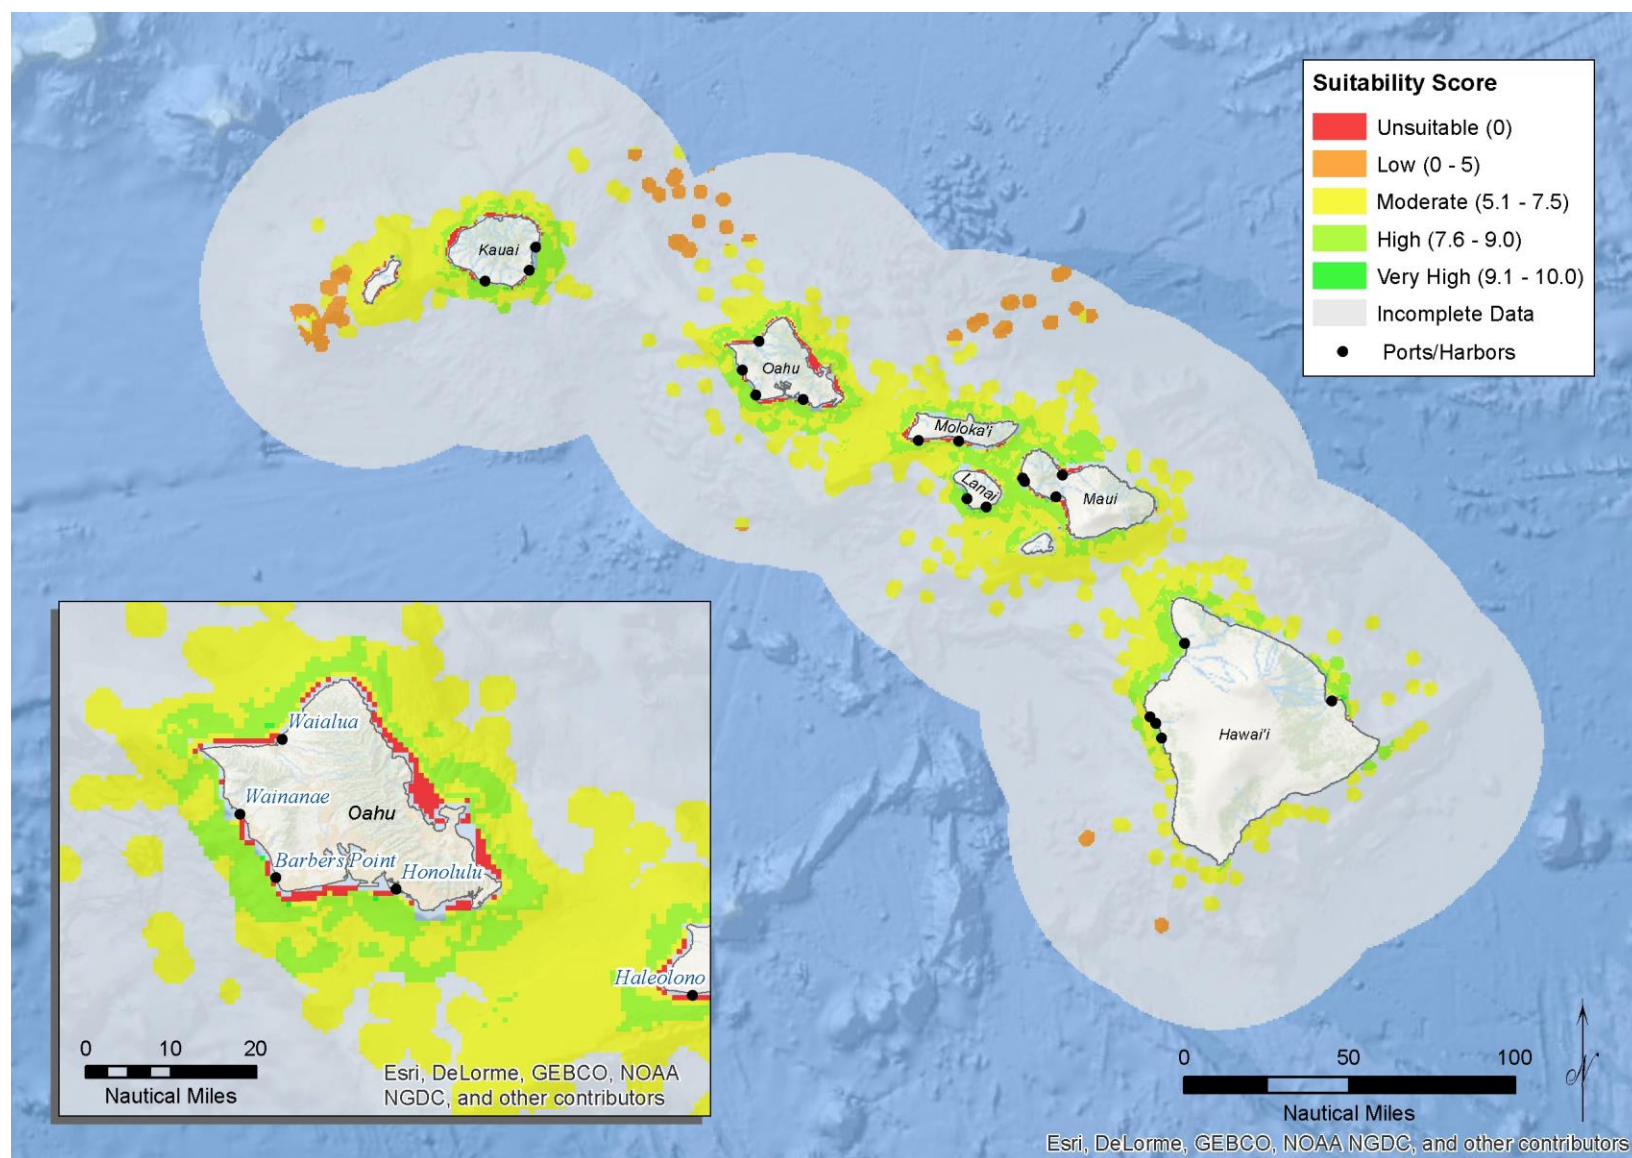 Suitability Score
Unsuitable (0)
Low (0 - 5)
Moderate (5.1 - 7.5)
High (7.6 - 9.0)
Very High (9.1 - 10.0)
Incomplete Data
Ports/Harbors
Kauai
Oahu
Moloka'i
Lanai
Maui
Hawai'i
Waialua
Wainanae
Oahu
Barbers Point
Honolulu
Haleolono
0 10 20
Nautical Miles
Esri, DeLorme, GEBCO, NOAA
NGDC, and other contributors
0 50 100
Nautical Miles
N
Esri, DeLorme, GEBCO, NOAA NGDC, and other contributors